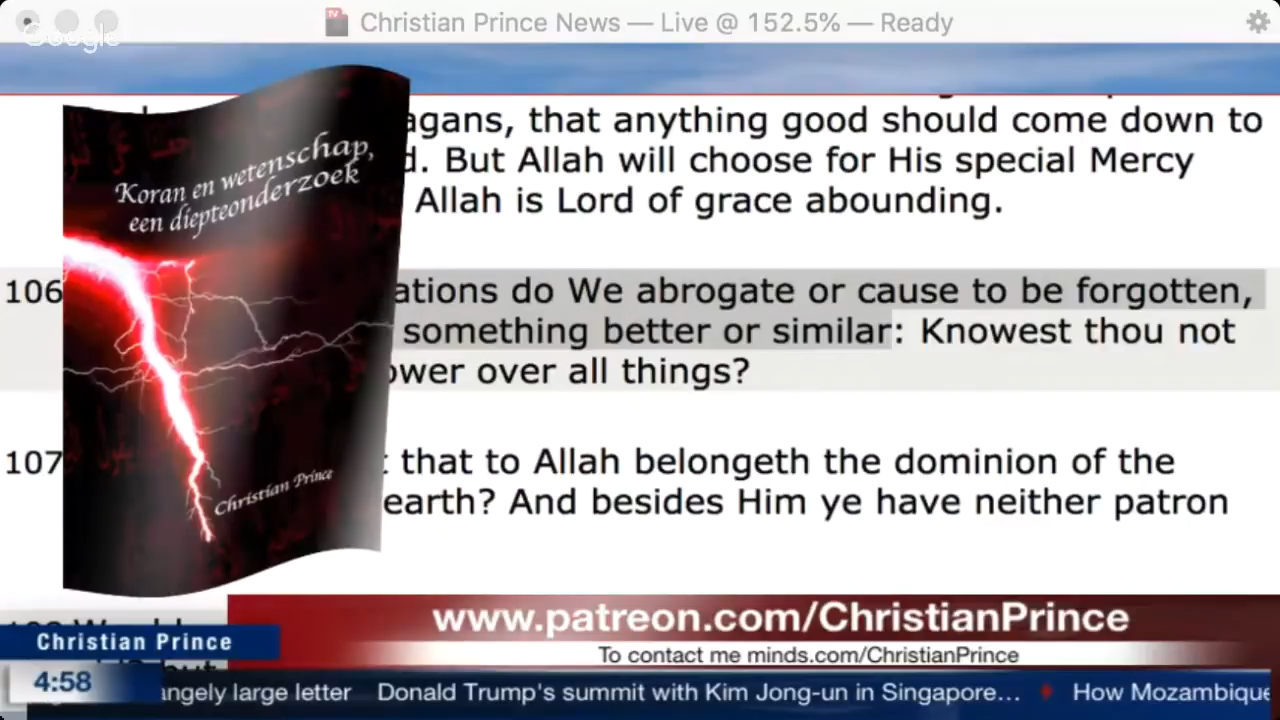 Christian Prince News — Live @ 152.5% — Ready
Google
agans, that anything good should come down to
d. But Allah will choose for His special Mercy
Allah is Lord of grace abounding.
Koran en wetenschap,
een diepteonderzoek
106 ations do We abrogate or cause to be forgotten,
something better or similar: Knowest thou not
ower over all things?
107 t that to Allah belongeth the dominion of the
earth? And besides Him ye have neither patron
Christian Prince
www.patreon.com/ChristianPrince
To contact me minds.com/ChristianPrince
Christian Prince
4:58 angely large letter Donald Trump's summit with Kim Jong-un in Singapore... How Mozambique